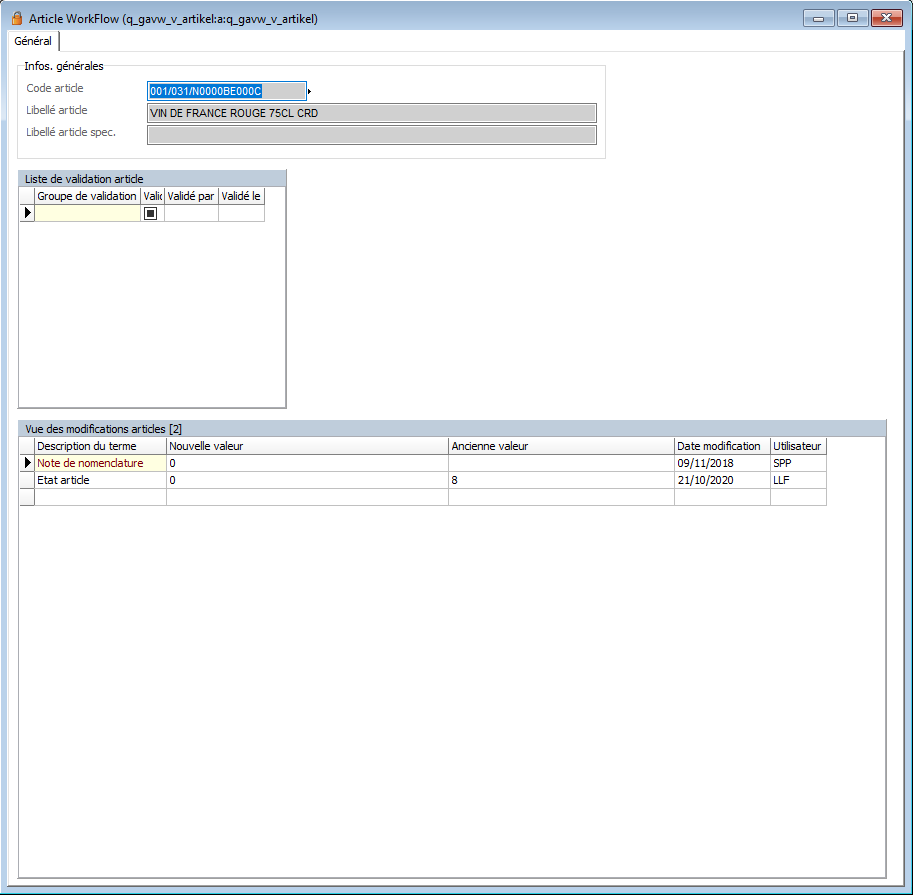 Article WorkFlow (q_gavw_v_artikel:a:q_gavw_v_artikel)
Général
Infos. générales
Code article 001/031/N0000BE000C
Libellé article VIN DE FRANCE ROUGE 75CL CRD
Libellé article spec.
Liste de validation article
Groupe de validation Valid Validé par Validé le
Vue des modifications articles [2]
Description du terme Nouvelle valeur Ancienne valeur Date modification Utilisateur
Note de nomenclature 0 09/11/2018 SPP
Etat article 0 8 21/10/2020 LLF